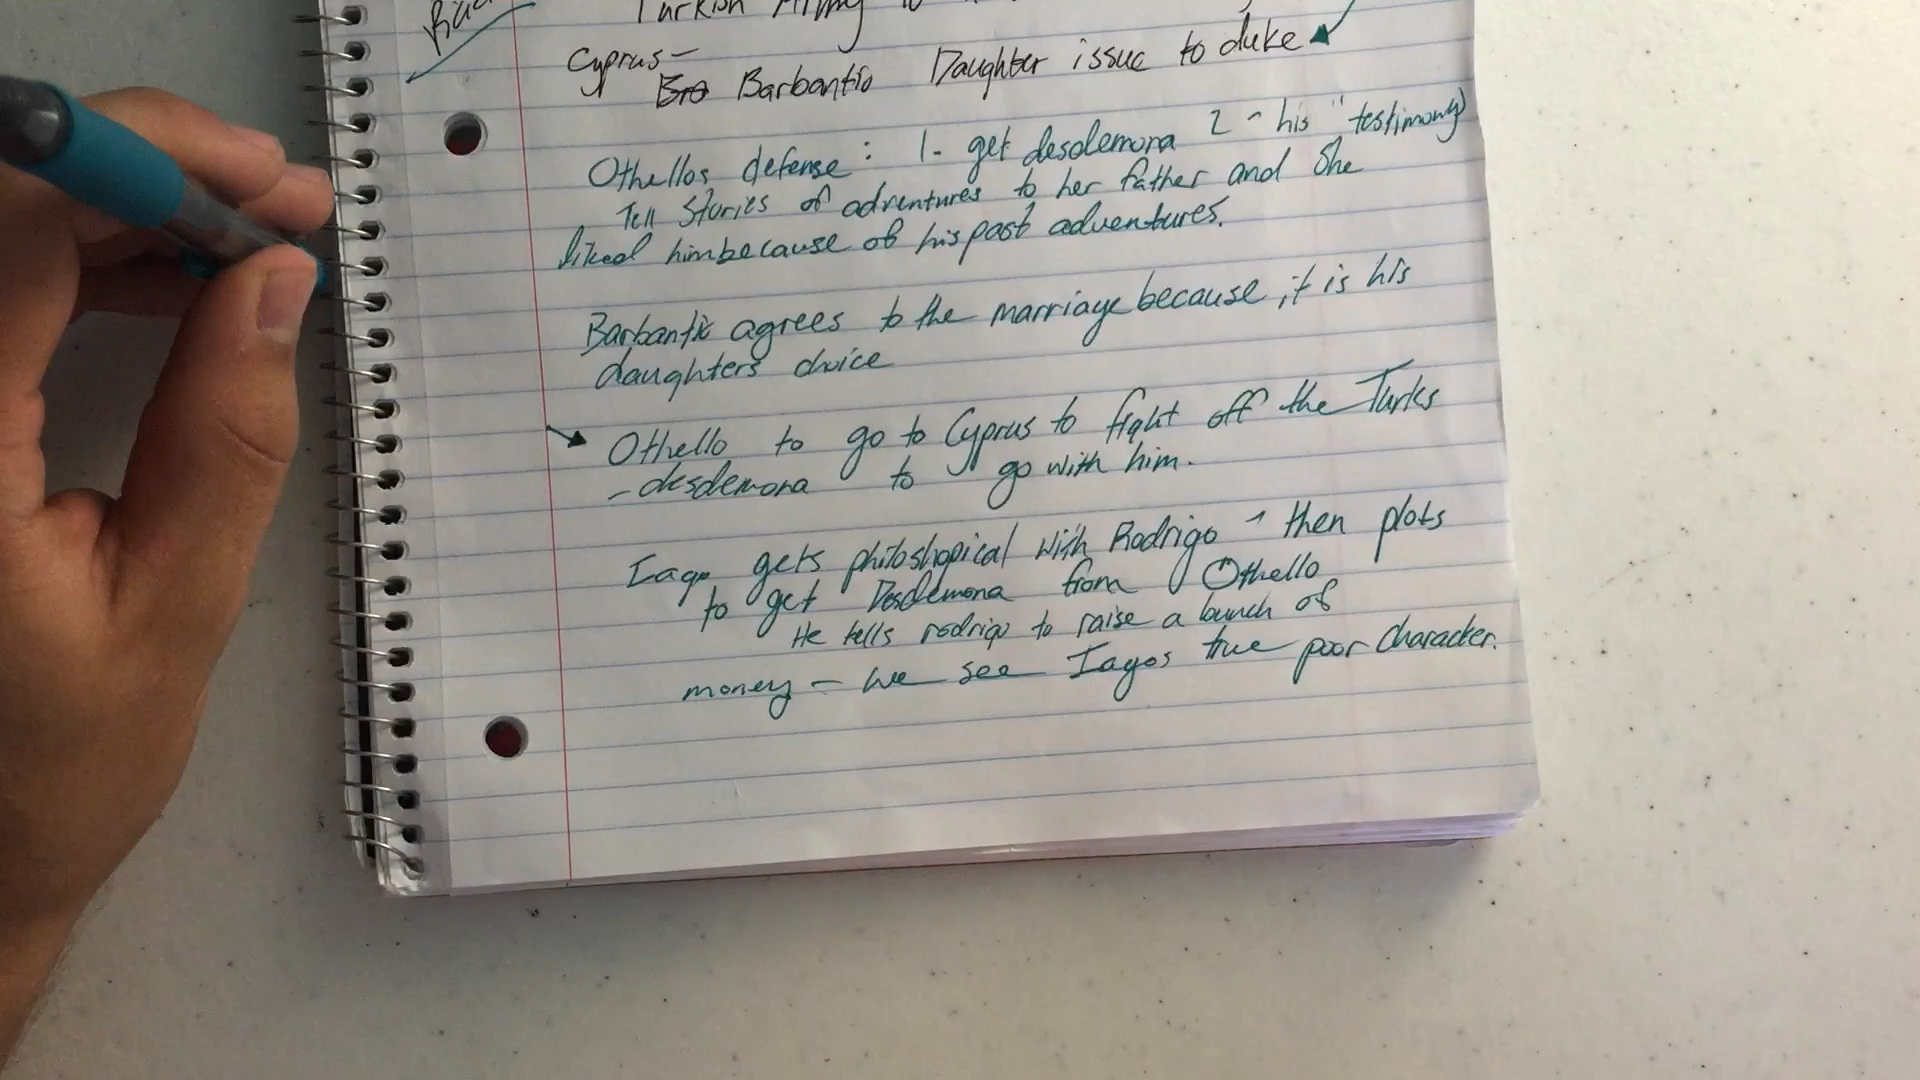 Turkish Army to
Cyprus-
Bro Barbantio Daughter issue to duke
Othellos defense: 1- get desdemona 2- his "testimony)
Tell Stories of adventures to her father and She
liked him because of his past adventures.
Barbantio agrees to the marriage because it is his
daughters choice
Othello to go to Cyprus to fight off the Turks
- desdemona to go with him.
Iago gets philoshopical with Rodrigo - then plots
to get Desdemona from Othello
He tells rodrigo to raise a bunch of
money - we see Iagos true poor Character.